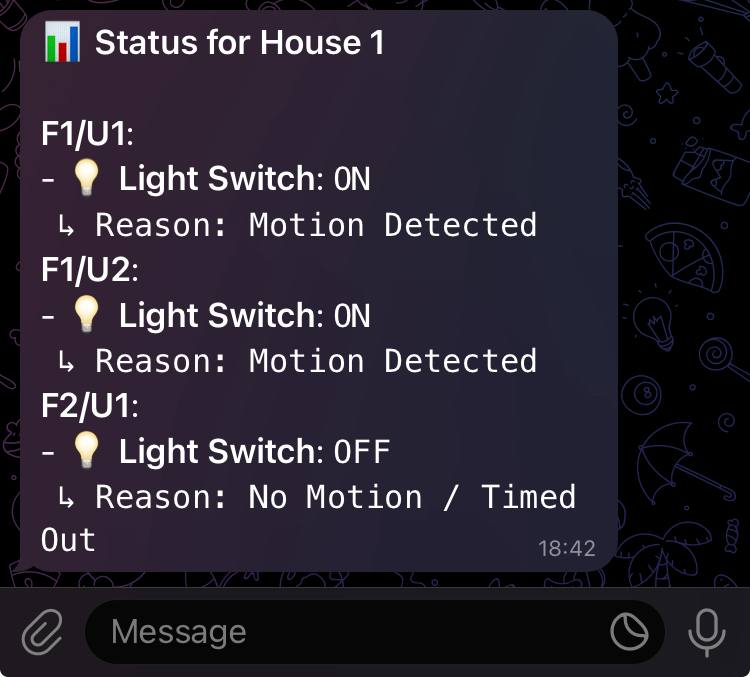 📊 Status for House 1
F1/U1:
- 💡 Light Switch: ON
↳ Reason: Motion Detected
F1/U2:
- 💡 Light Switch: ON
↳ Reason: Motion Detected
F2/U1:
- 💡 Light Switch: OFF
↳ Reason: No Motion / Timed
Out
18:42
Message